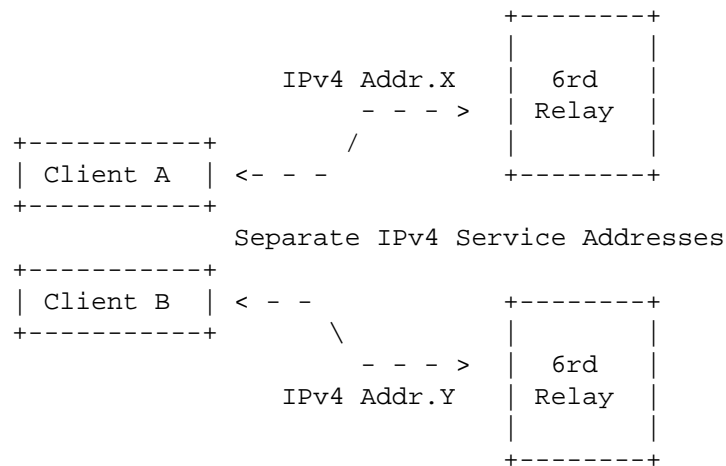 IPv4 Addr.X
6rd
Relay
Client A
Separate IPv4 Service Addresses
Client B
6rd
IPv4 Addr.Y
Relay